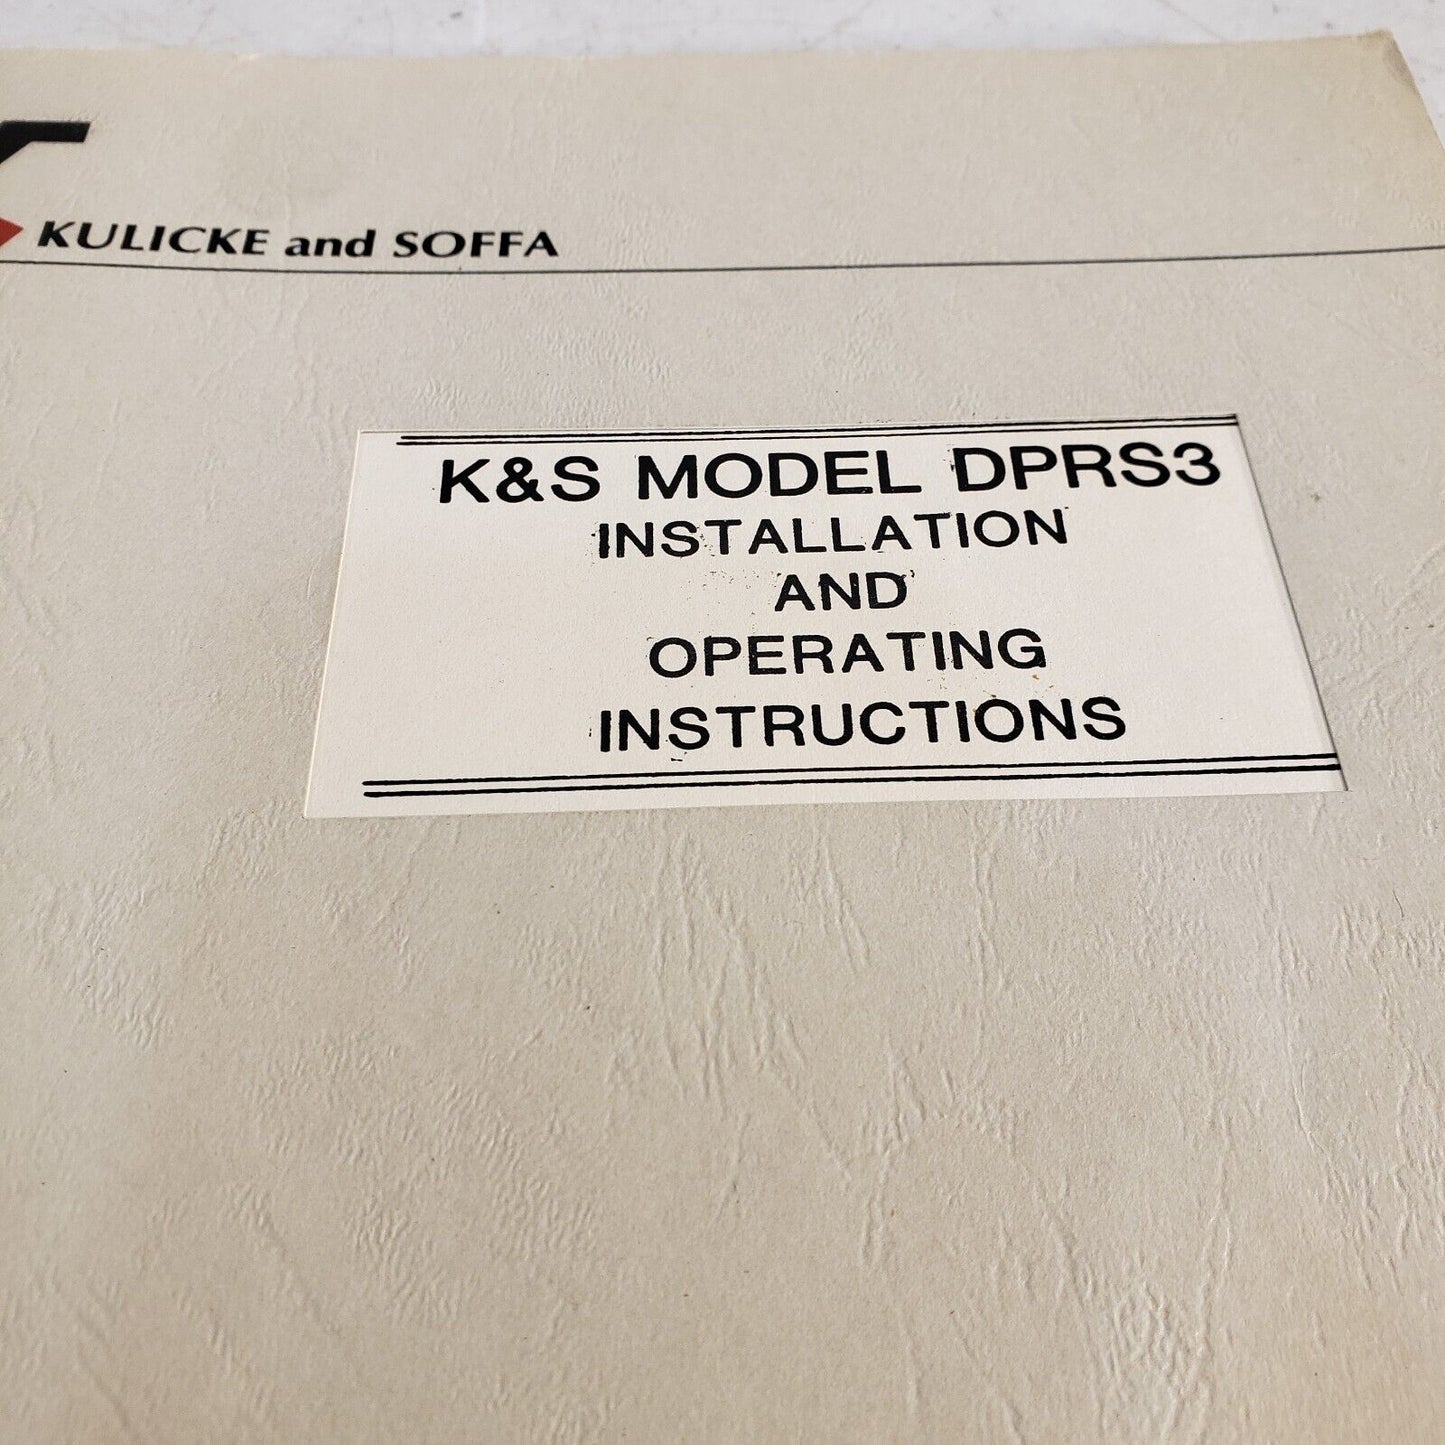 KULICKE and SOFFA
K&S MODEL DPRS3
INSTALLATION
AND
OPERATING
INSTRUCTIONS